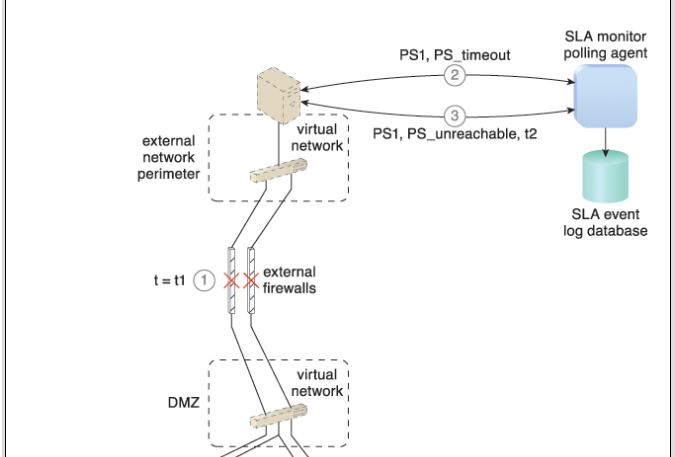 SLA monitor
polling agent
PS1, PS_timeout
2
3
PS1, PS_unreachable, t2
virtual
network
external
network
perimeter
SLA event
log database
t = t1
1
external
firewalls
virtual
network
DMZ